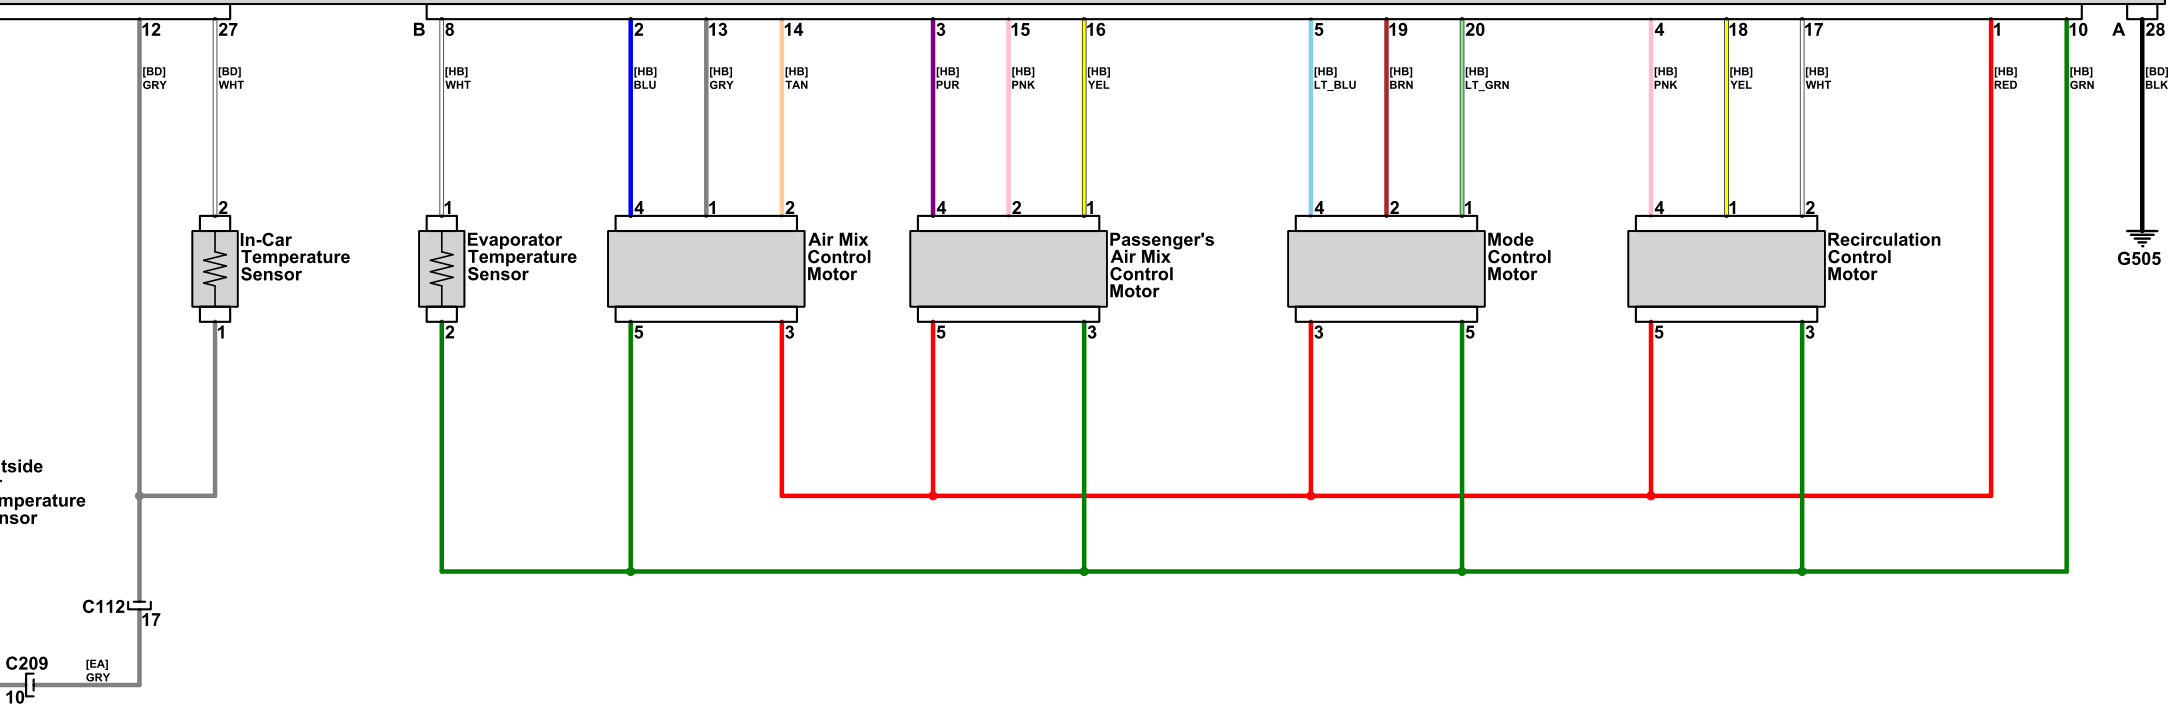 12 27 B 8 2 13 14 3 15 16 5 19 20 4 18 17 1 10 A 28
[BD] [BD] [HB] [HB] [HB] [HB] [HB] [HB] [HB] [HB] [HB] [HB] [HB] [HB] [HB] [HB] [HB] [BD]
GRY WHT WHT BLU GRY TAN PUR PNK YEL LT_BLU BRN LT_GRN PNK YEL WHT RED GRN BLK
2 1 4 1 2 4 2 1 4 2 1 4 1 2
In-Car
Temperature
Sensor
Evaporator
Temperature
Sensor
Air Mix
Control
Motor
Passenger's
Air Mix
Control
Motor
Mode
Control
Motor
Recirculation
Control
Motor
G505
1 2 5 3 5 3 3 5 5 3
tside
mperature
nsor
C112
17
C209
[EA]
GRY
10